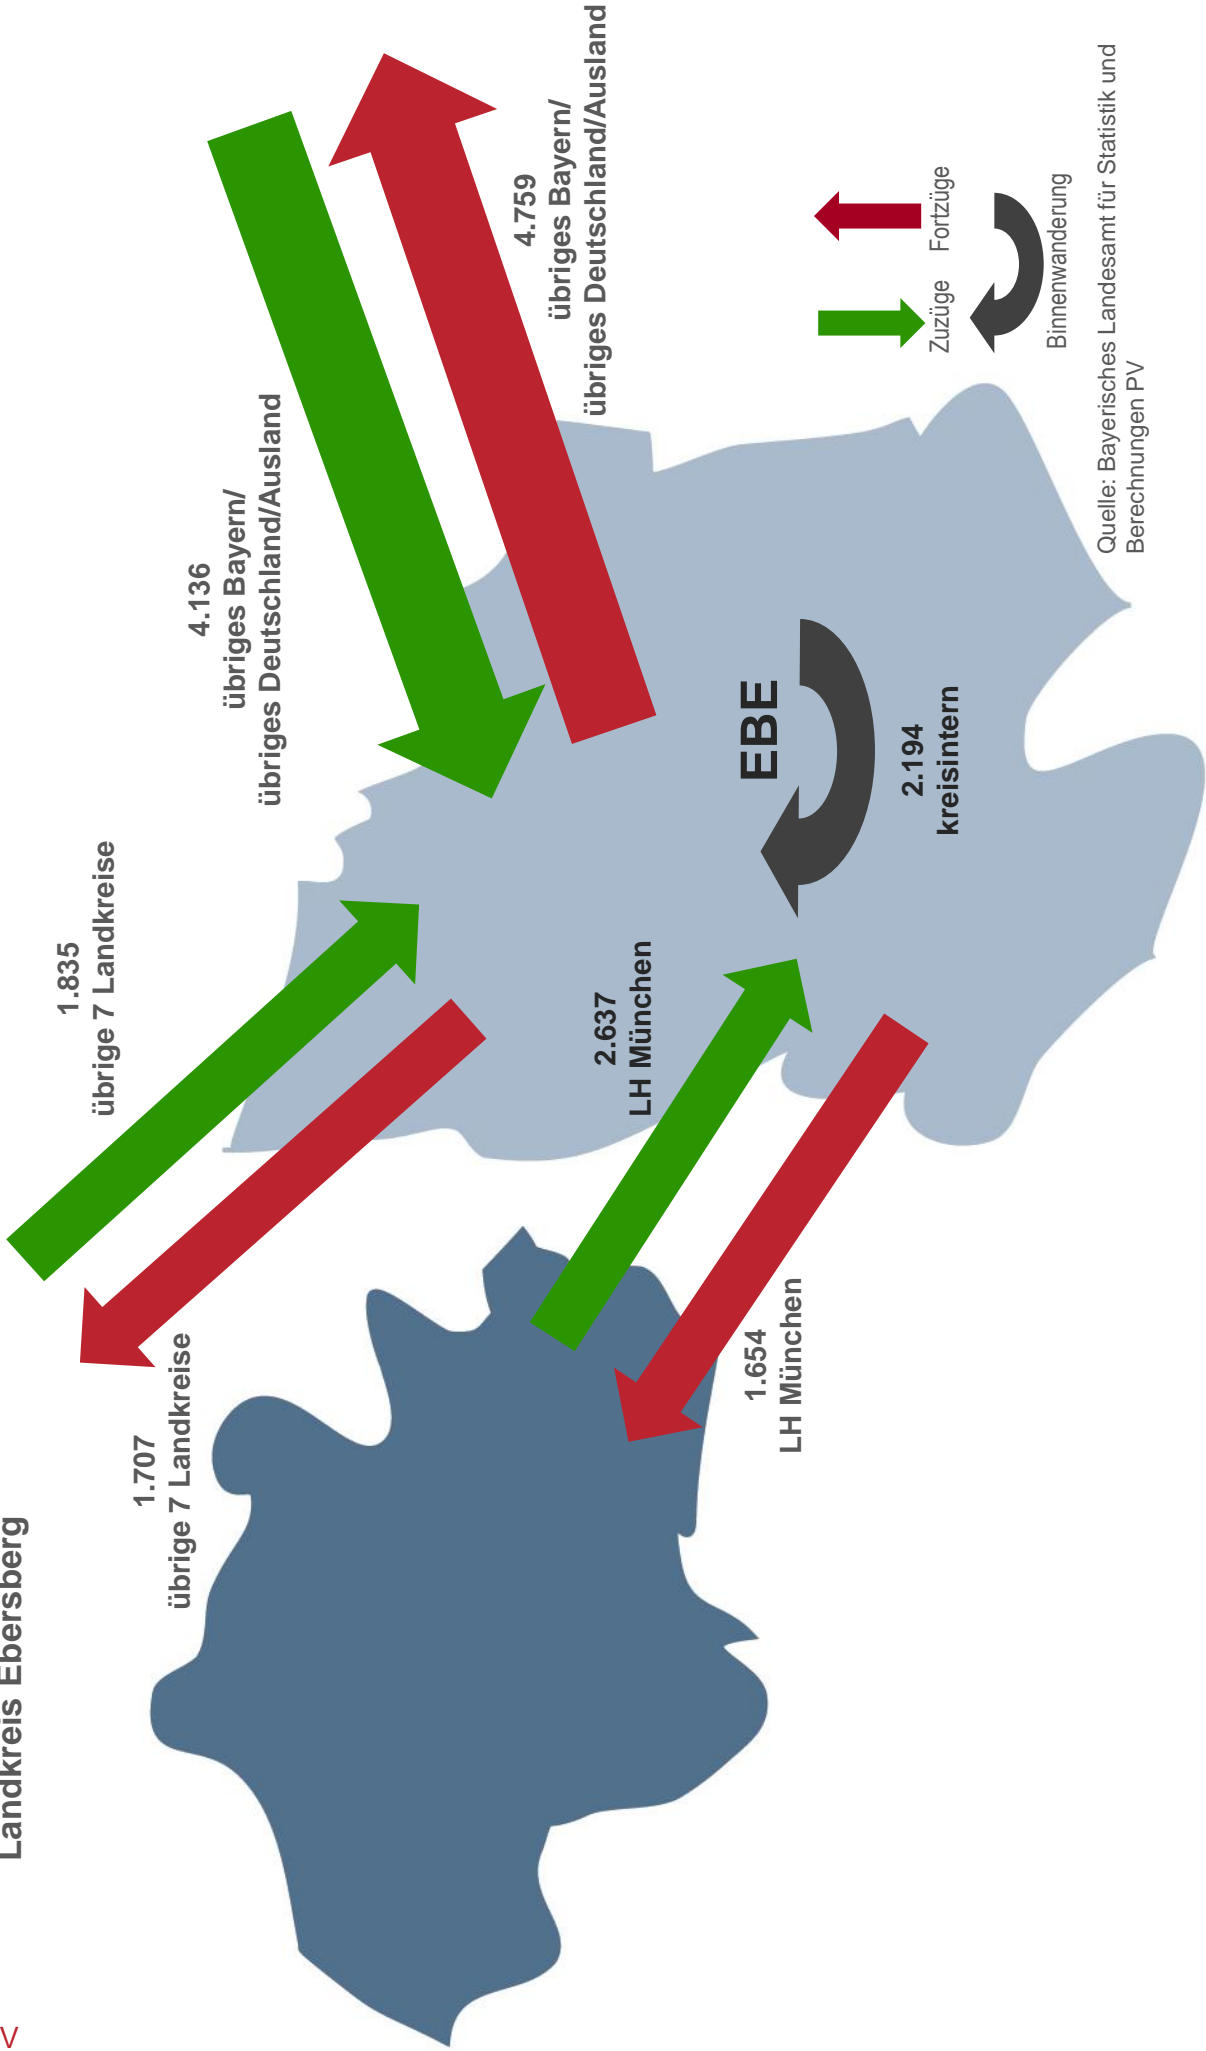 Landkreis Ebersberg
1.835
übrige 7 Landkreise
1.707
übrige 7 Landkreise
4.136
übriges Bayern/
übriges Deutschland/Ausland
4.759
übriges Bayern/
übriges Deutschland/Ausland
2.637
LH München
1.654
LH München
EBE
2.194
kreisintern
Zuzüge
Fortzüge
Binnenwanderung
Quelle: Bayerisches Landesamt für Statistik und
Berechnungen PV